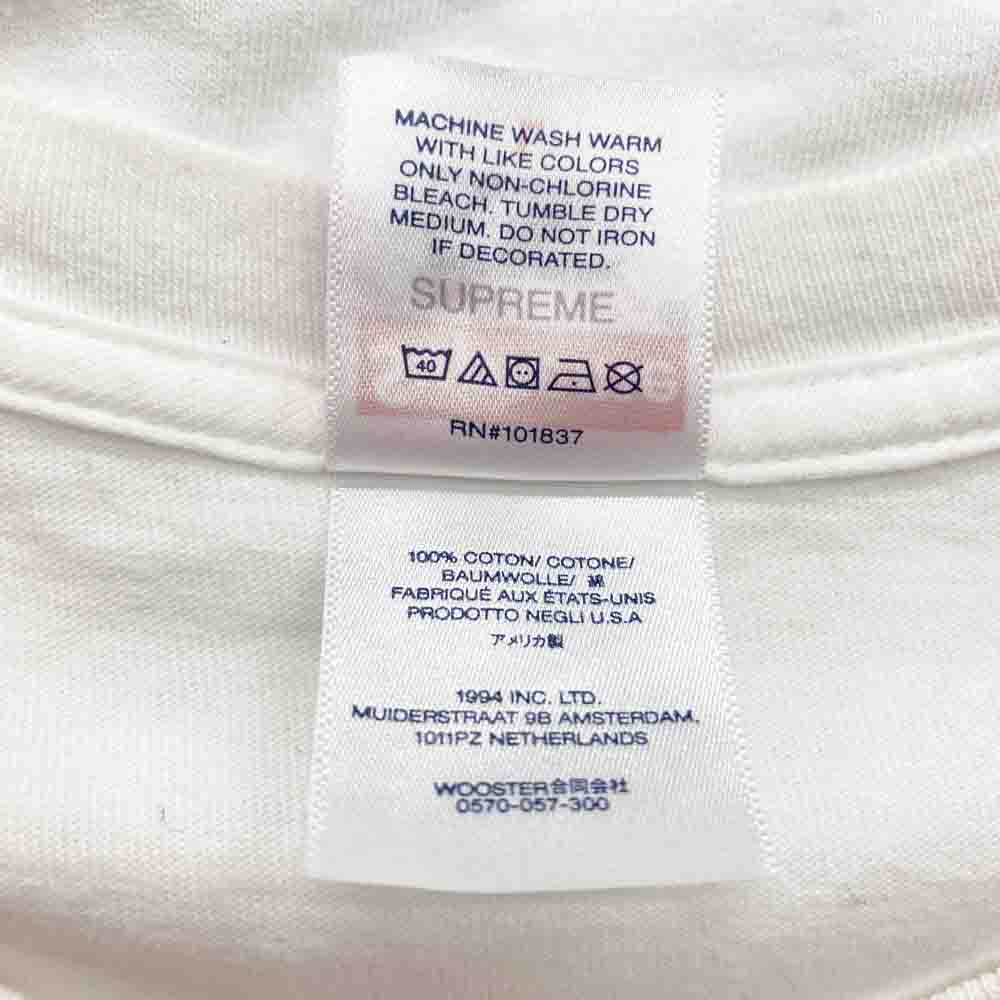 MACHINE WASH WARM
WITH LIKE COLORS
ONLY NON-CHLORINE
BLEACH. TUMBLE DRY
MEDIUM. DO NOT IRON
IF DECORATED.
SUPREME
40
RN#101837
100% COTON/ COTONE/
BAUMWOLLE/ 綿
FABRIQUÉ AUX ÉTATS-UNIS
PRODOTTO NEGLI U.S.A
アメリカ製
1994 INC. LTD.
MUIDERSTRAAT 9B AMSTERDAM,
1011PZ NETHERLANDS
WOOSTER合同会社
0570-057-300